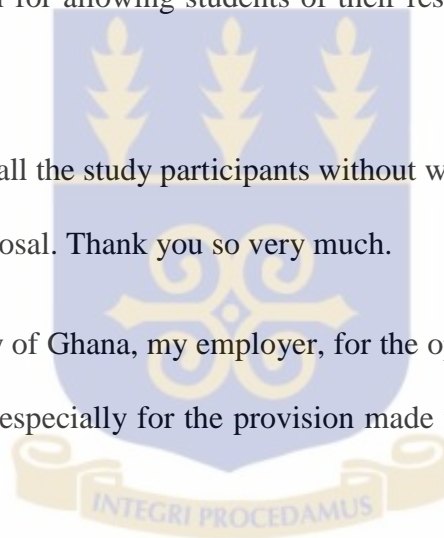 for allowing students of their res
all the study participants without w
osal. Thank you so very much.
y of Ghana, my employer, for the op
especially for the provision made
INTEGRI PROCEDAMUS